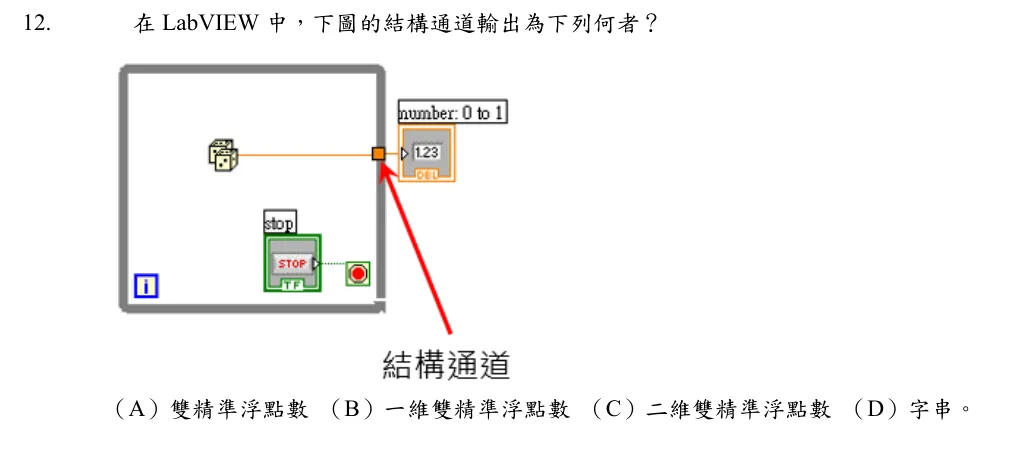 12. 在 LabVIEW 中，下圖的結構通道輸出為下列何者？
number: 0 to 1
1.23
DBL
stop
STOP
TF
i
結構通道
（A）雙精準浮點數 （B）一維雙精準浮點數 （C）二維雙精準浮點數 （D）字串。